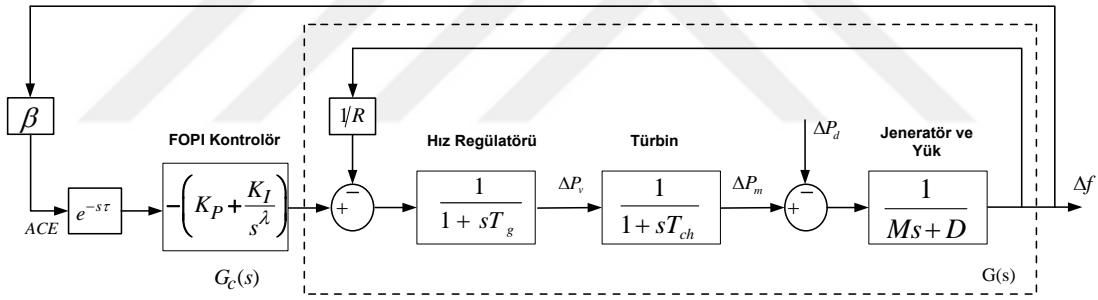 β
ACE
e^{-sτ}
FOPI Kontrolör
-(K_P + K_I/s^λ)
G_c(s)
1/R
−
+
Hız Regülatörü
1/(1 + sT_g)
ΔP_v
Türbin
1/(1 + sT_ch)
ΔP_m
ΔP_d
−
+
Jeneratör ve
Yük
1/(Ms + D)
Δf
G(s)